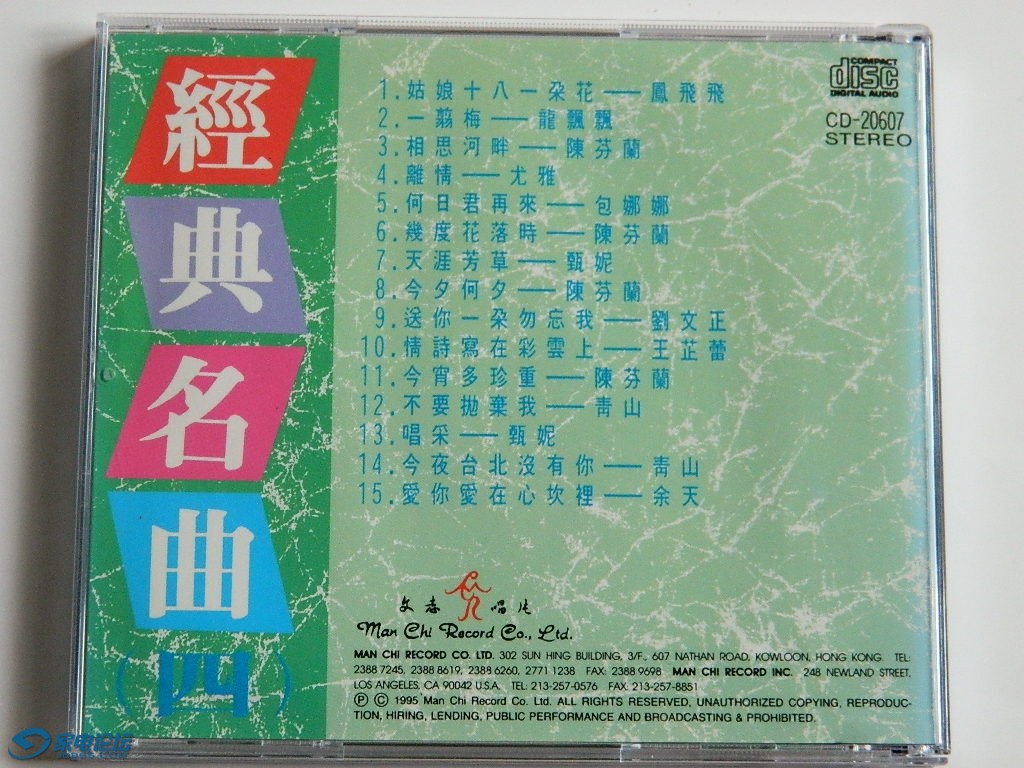 經
典
名
曲
（四）
1.姑娘十八一朵花——鳳飛飛
2.一翦梅——龍飄飄
3.相思河畔——陳芬蘭
4.離情——尤雅
5.何日君再來——包娜娜
6.幾度花落時——陳芬蘭
7.天涯芳草——甄妮
8.今夕何夕——陳芬蘭
9.送你一朵勿忘我——劉文正
10.情詩寫在彩雲上——王芷蕾
11.今宵多珍重——陳芬蘭
12.不要拋棄我——青山
13.唱采——甄妮
14.今夜台北沒有你——青山
15.愛你愛在心坎裡——余天
COMPACT
disc
DIGITAL AUDIO
CD-20607
STEREO
文志唱片
Man Chi Record Co., Ltd.
MAN CHI RECORD CO. LTD. 302 SUN HING BUILDING, 3/F., 607 NATHAN ROAD, KOWLOON, HONG KONG. TEL:
2388 7245, 2388 8619, 2388 6260, 2771 1238 FAX: 2388 9698 MAN CHI RECORD INC. 248 NEWLAND STREET,
LOS ANGELES, CA 90042 U.S.A. TEL: 213-257-0576 FAX: 213-257-8851
Ⓟ Ⓒ 1995 Man Chi Record Co. Ltd. ALL RIGHTS RESERVED, UNAUTHORIZED COPYING, REPRODUC-
TION, HIRING, LENDING, PUBLIC PERFORMANCE AND BROADCASTING & PROHIBITED.
家电论坛